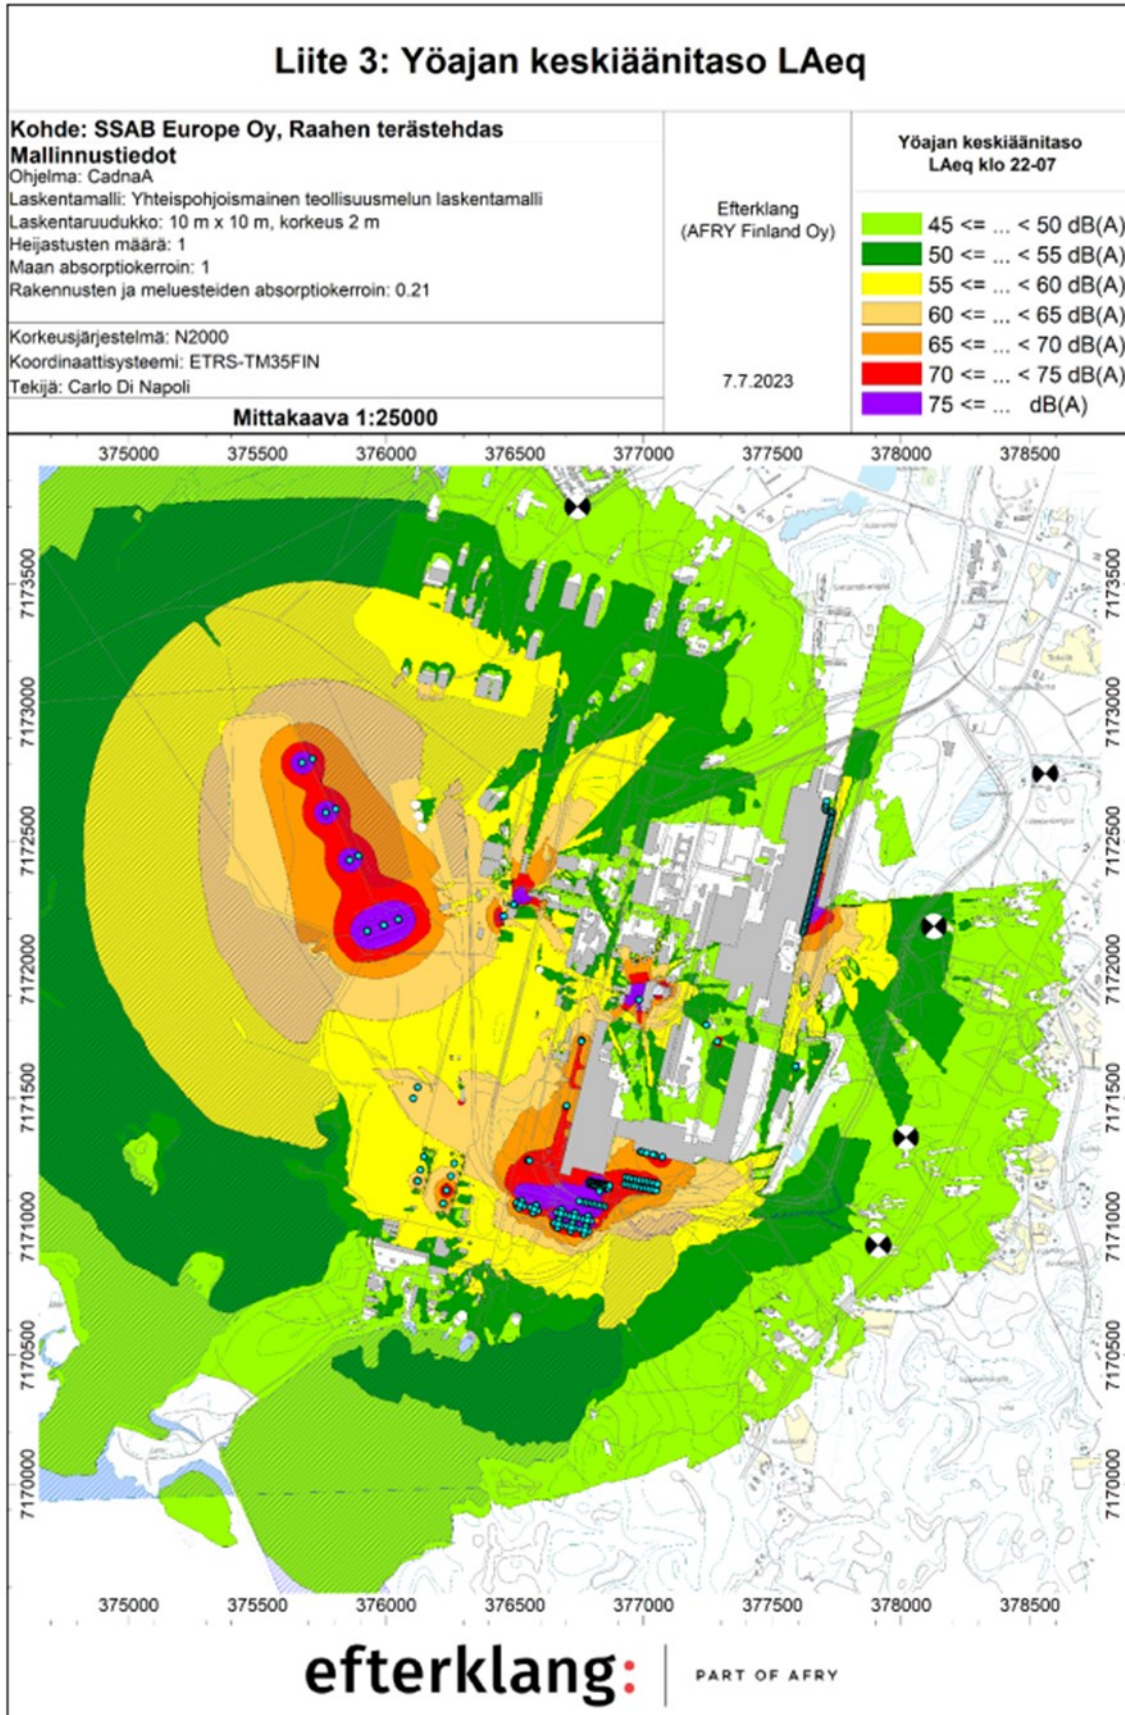 Liite 3: Yöajan keskiäänitaso LAeq
Kohde: SSAB Europe Oy, Raahen terästehdas
Mallinnustiedot
Ohjelma: CadnaA
Laskentamalli: Yhteispohjoismainen teollisuusmelun laskentamalli
Laskentaruudukko: 10 m x 10 m, korkeus 2 m
Heijastusten määrä: 1
Maan absorptiokerroin: 1
Rakennusten ja meluesteiden absorptiokerroin: 0.21
Korkeusjärjestelmä: N2000
Koordinaattisysteemi: ETRS-TM35FIN
Tekijä: Carlo Di Napoli
Mittakaava 1:25000
Efterklang
(AFRY Finland Oy)
7.7.2023
Yöajan keskiäänitaso
LAeq klo 22-07
45 <= ... < 50 dB(A)
50 <= ... < 55 dB(A)
55 <= ... < 60 dB(A)
60 <= ... < 65 dB(A)
65 <= ... < 70 dB(A)
70 <= ... < 75 dB(A)
75 <= ... dB(A)
375000 375500 376000 376500 377000 377500 378000 378500
7173500 7173500
7173000 7173000
7172500 7172500
7172000 7172000
7171500 7171500
7171000 7171000
7170500 7170500
7170000 7170000
375000 375500 376000 376500 377000 377500 378000 378500
efterklang:
PART OF AFRY